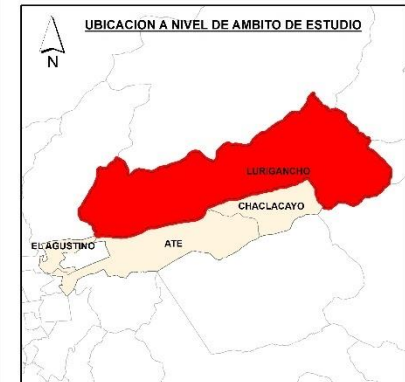 UBICACION A NIVEL DE AMBITO DE ESTUDIO
N
LURIGANCHO
CHACLACAYO
EL AGUSTINO
ATE